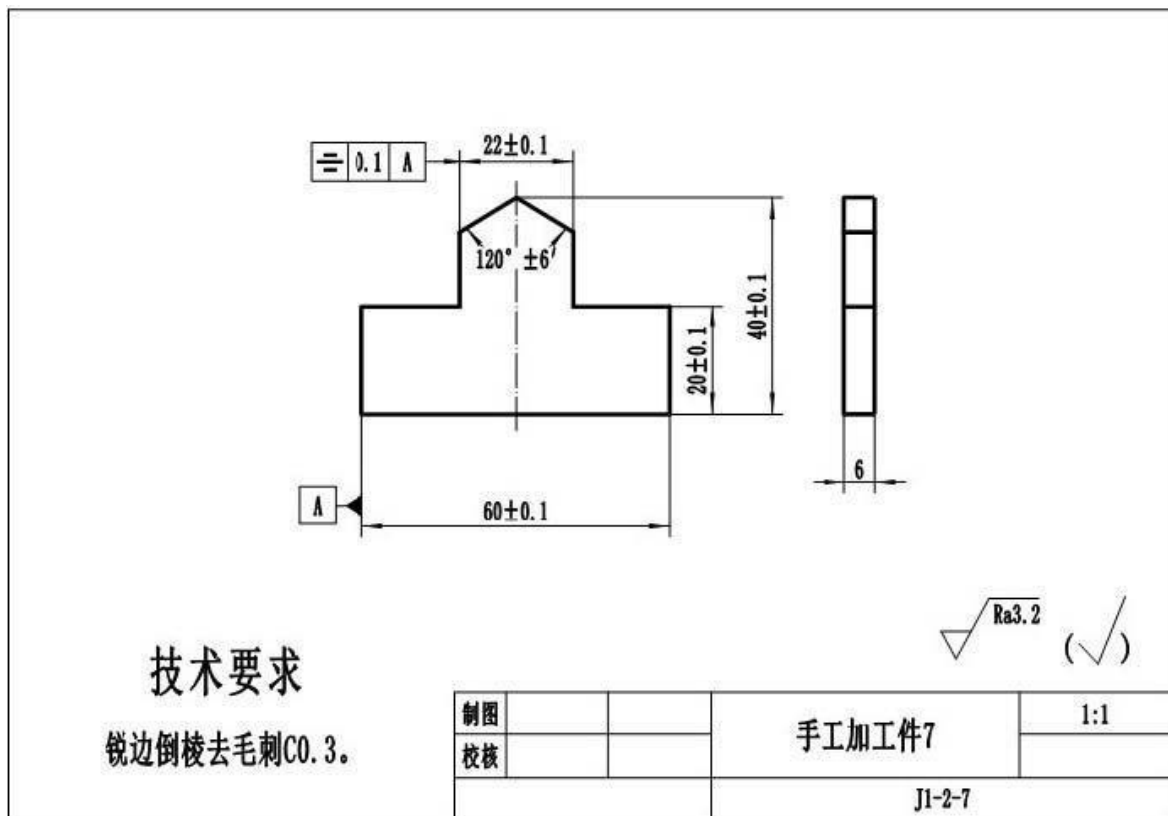 22±0.1
0.1 A
120° ±6′
40±0.1
20±0.1
6
A
60±0.1
Ra3.2
(√)
技术要求
锐边倒棱去毛刺C0.3。
制图
手工加工件7
1:1
校核
J1-2-7